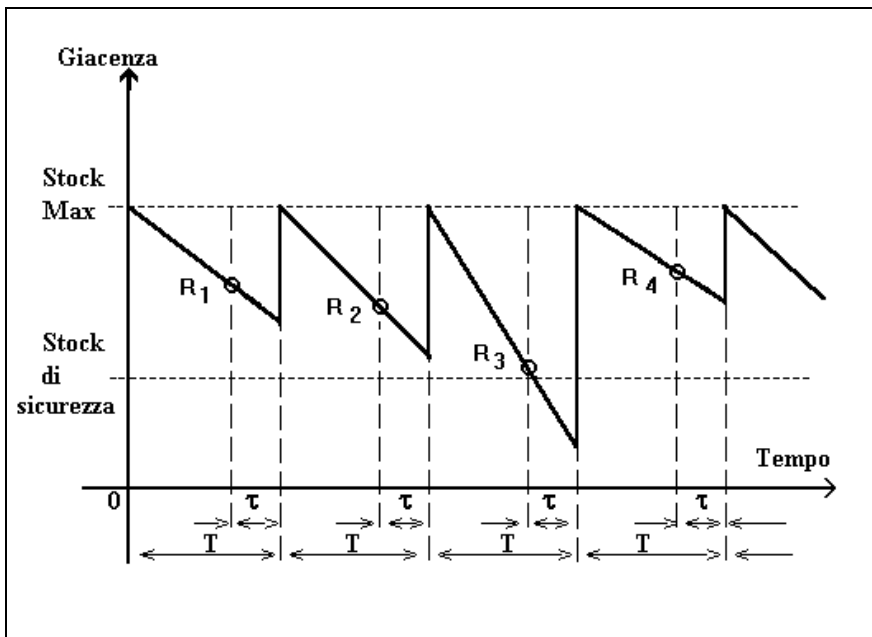 Giacenza
Stock
Max
R1
R2
R3
R4
Stock
di
sicurezza
Tempo
0 τ τ τ τ
T T T T